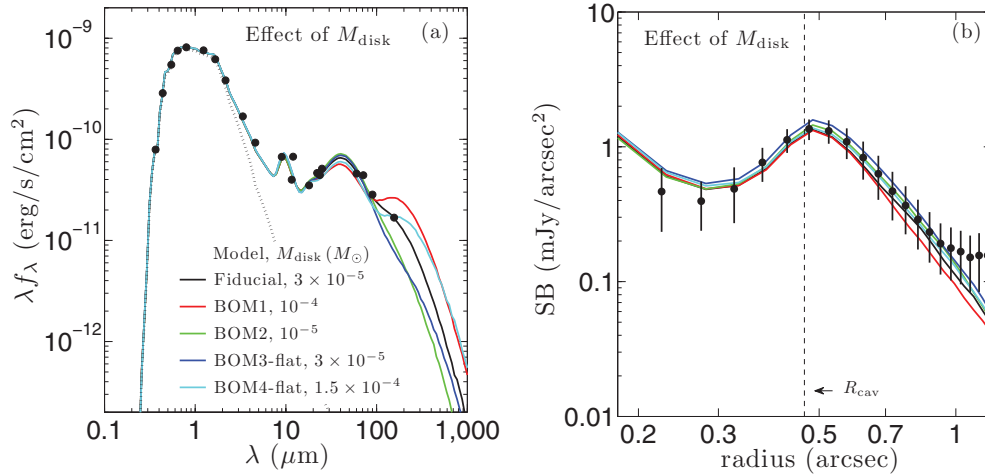 Effect of M_disk (a)
10⁻⁹
10⁻¹⁰
10⁻¹¹
10⁻¹²
λf_λ (erg/s/cm²)
Model, M_disk (M_⊙)
Fiducial, 3 × 10⁻⁵
BOM1, 10⁻⁴
BOM2, 10⁻⁵
BOM3-flat, 3 × 10⁻⁵
BOM4-flat, 1.5 × 10⁻⁴
0.1 1 10 100 1,000
λ (μm)
Effect of M_disk (b)
10
1
0.1
0.01
SB (mJy/arcsec²)
← R_cav
0.2 0.3 0.5 0.7 1
radius (arcsec)